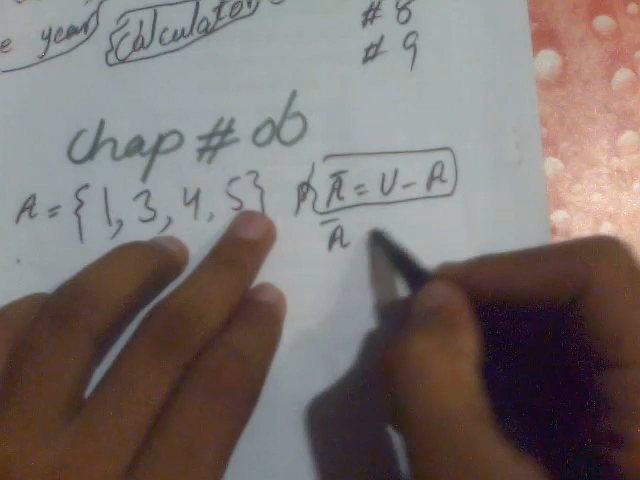 e year
Calculator
# 8
# 9
Chap # 06
A = {1, 3, 4, 5}
Ā = U - A
Ā